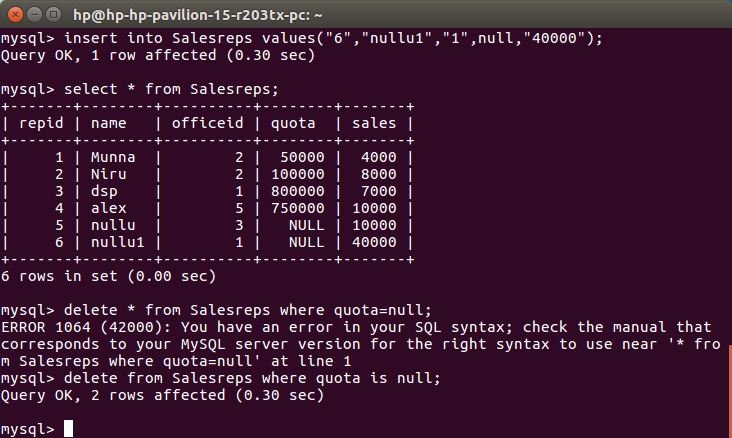 hp@hp-hp-pavilion-15-r203tx-pc: ~
mysql> insert into Salesreps values("6","nullu1","1",null,"40000");
Query OK, 1 row affected (0.30 sec)
mysql> select * from Salesreps;
+-------+--------+----------+--------+-------+
| repid | name   | officeid | quota  | sales |
+-------+--------+----------+--------+-------+
|     1 | Munna  |        2 |  50000 |  4000 |
|     2 | Niru   |        2 | 100000 |  8000 |
|     3 | dsp    |        1 | 800000 |  7000 |
|     4 | alex   |        5 | 750000 | 10000 |
|     5 | nullu  |        3 |   NULL | 10000 |
|     6 | nullu1 |        1 |   NULL | 40000 |
+-------+--------+----------+--------+-------+
6 rows in set (0.00 sec)
mysql> delete * from Salesreps where quota=null;
ERROR 1064 (42000): You have an error in your SQL syntax; check the manual that
corresponds to your MySQL server version for the right syntax to use near '* fro
m Salesreps where quota=null' at line 1
mysql> delete from Salesreps where quota is null;
Query OK, 2 rows affected (0.30 sec)
mysql>